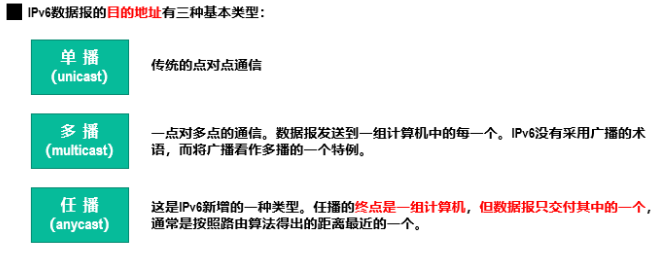 IPv6数据报的目的地址有三种基本类型：
单 播
(unicast)
传统的点对点通信
多 播
(multicast)
一点对多点的通信。数据报发送到一组计算机中的每一个。IPv6没有采用广播的术
语，而将广播看作多播的一个特例。
任 播
(anycast)
这是IPv6新增的一种类型。任播的终点是一组计算机，但数据报只交付其中的一个，
通常是按照路由算法得出的距离最近的一个。